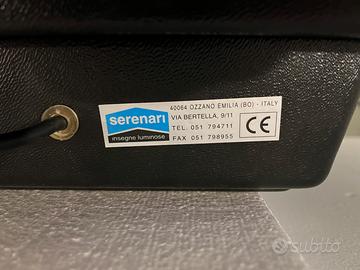 serenari
insegne luminose
40064 OZZANO EMILIA (BO) - ITALY
VIA BERTELLA, 9/11
TEL. 051 794711
FAX 051 798955
CE
subito